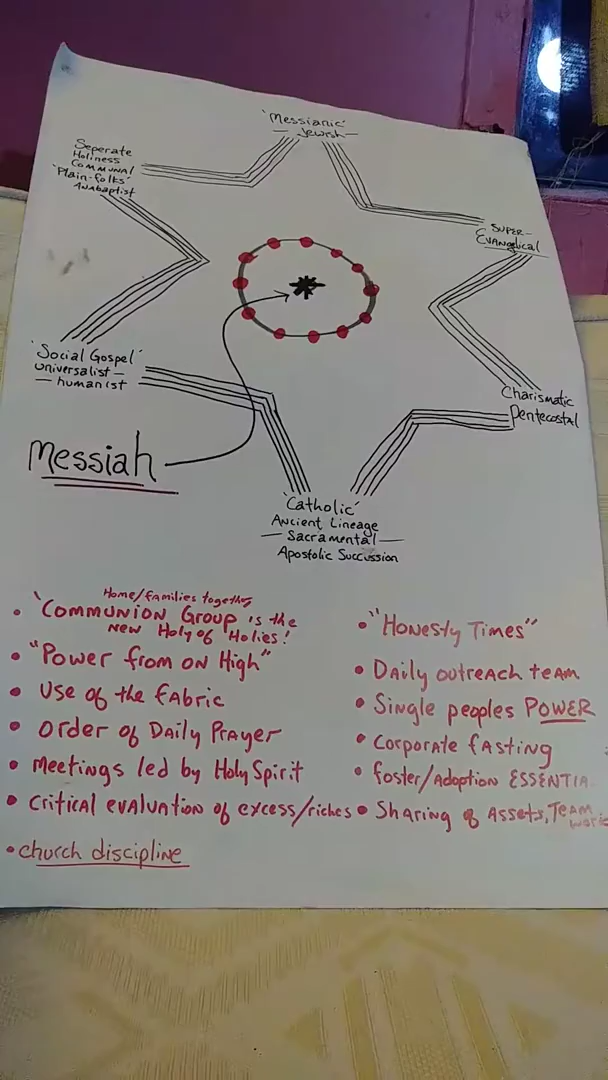 'Messianic'
— Jewish —
Seperate
Holiness
Communal
'Plain-folks'
Anabaptist
Super-
Evangelical
'Social Gospel'
universalist —
— humanist
Charismatic
Pentecostal
Messiah
'Catholic'
Ancient Lineage
— Sacramental —
Apostolic Succussion
Home/families together
• 'Communion Group is the
new Holy of Holies!
• "Power from on High"
• Use of the fabric
• Order of Daily Prayer
• Meetings led by Holy Spirit
• Critical evaluation of excess/riches
• church discipline
• "Honesty Times"
• Daily outreach team
• Single peoples POWER
• Corporate fasting
• foster/Adoption ESSENTIA
• Sharing of Assets, Team
work